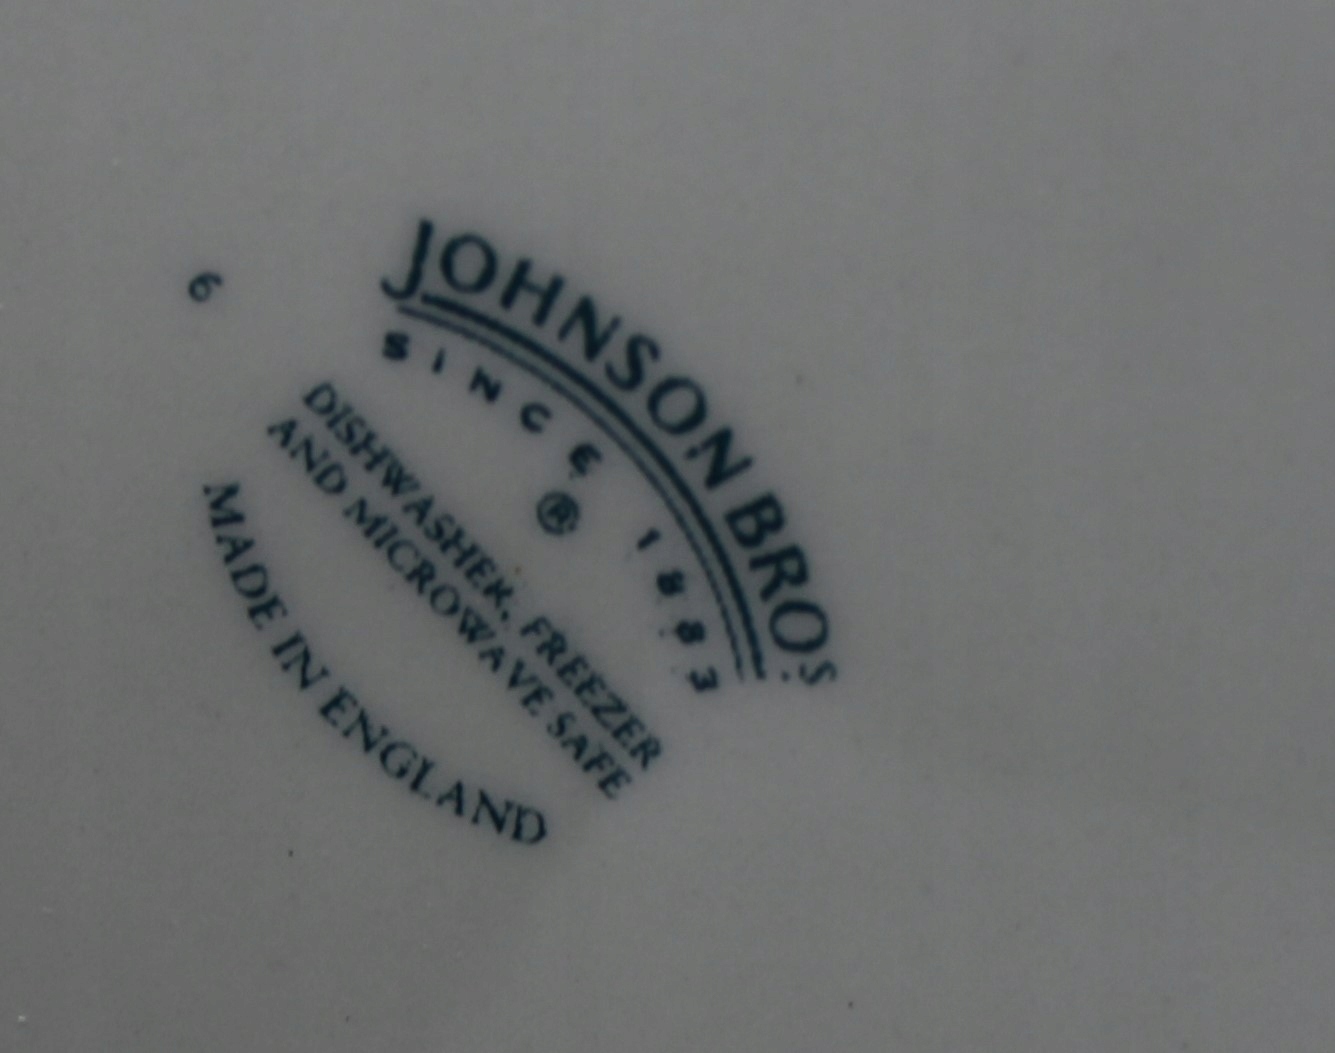 6
JOHNSON BROS
SINCE 1883
®
DISHWASHER, FREEZER
AND MICROWAVE SAFE
MADE IN ENGLAND